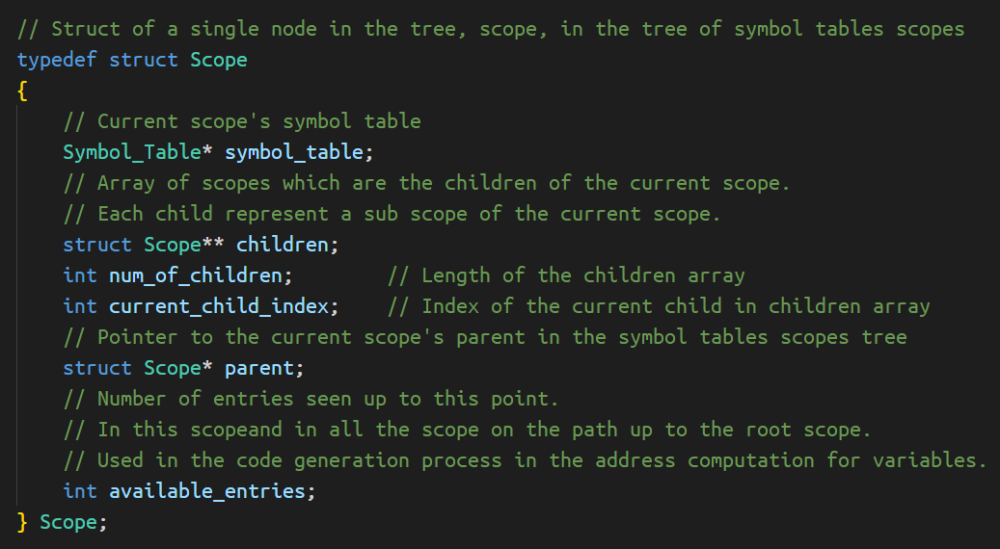 // Struct of a single node in the tree, scope, in the tree of symbol tables scopes
typedef struct Scope
{
    // Current scope's symbol table
    Symbol_Table* symbol_table;
    // Array of scopes which are the children of the current scope.
    // Each child represent a sub scope of the current scope.
    struct Scope** children;
    int num_of_children;        // Length of the children array
    int current_child_index;    // Index of the current child in children array
    // Pointer to the current scope's parent in the symbol tables scopes tree
    struct Scope* parent;
    // Number of entries seen up to this point.
    // In this scopeand in all the scope on the path up to the root scope.
    // Used in the code generation process in the address computation for variables.
    int available_entries;
} Scope;